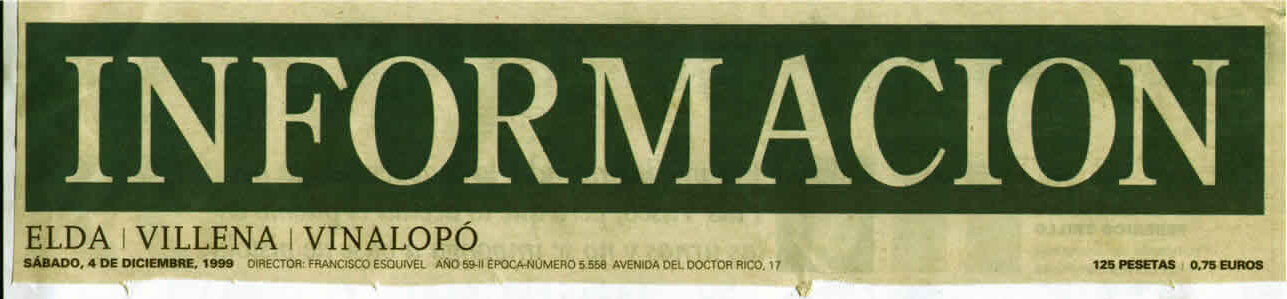 INFORMACION
ELDA | VILLENA | VINALOPÓ
SÁBADO, 4 DE DICIEMBRE, 1999 DIRECTOR: FRANCISCO ESQUIVEL AÑO 59-II ÉPOCA-NÚMERO 5.558 AVENIDA DEL DOCTOR RICO, 17 125 PESETAS | 0,75 EUROS